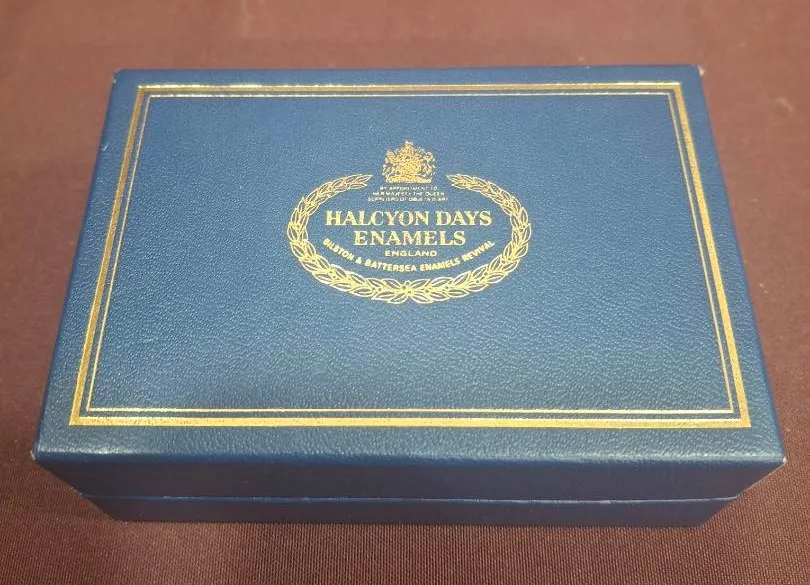 BY APPOINTMENT TO
HER MAJESTY THE QUEEN
SUPPLIERS OF OBJETS D'ART
HALCYON DAYS
ENAMELS
ENGLAND
BILSTON & BATTERSEA ENAMELS REVIVAL